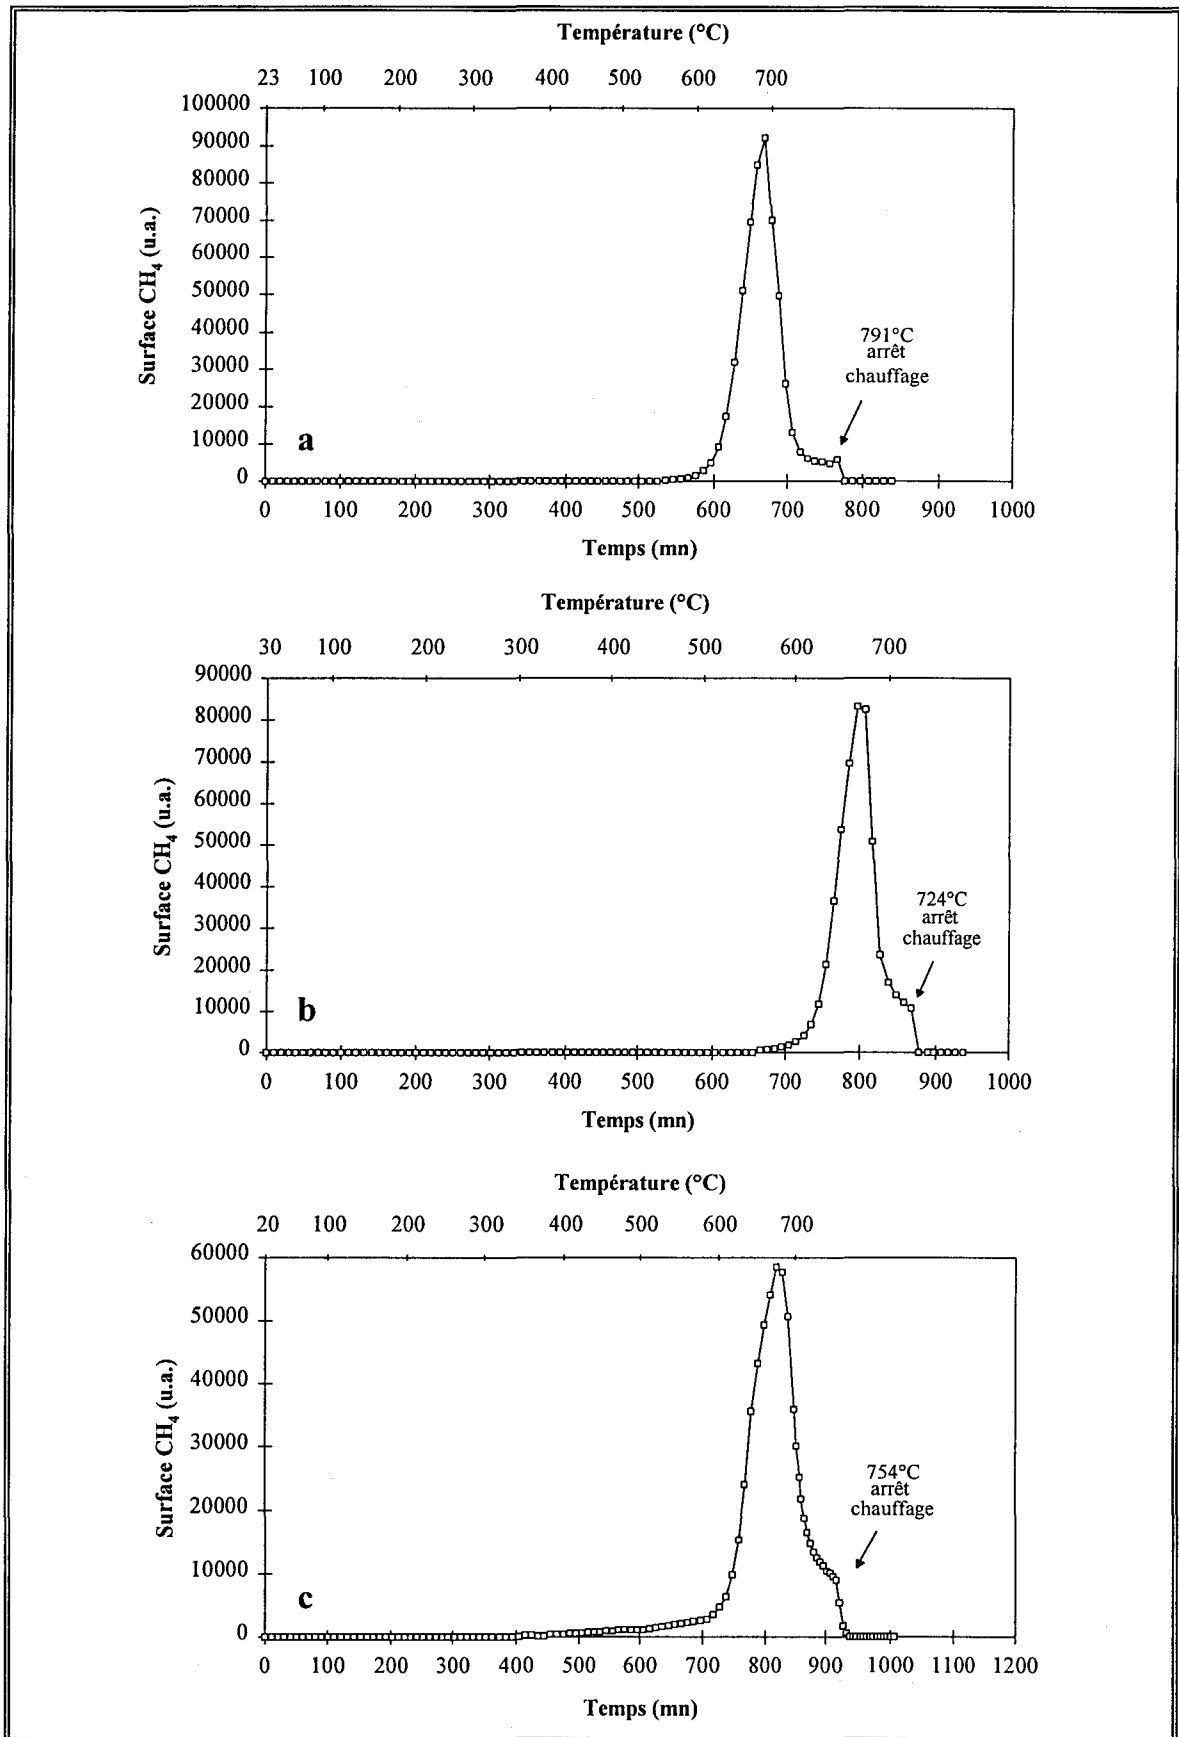 Température (°C)
23 100 200 300 400 500 600 700
100000
90000
80000
70000
60000
50000
40000
30000
20000
10000
0
Surface CH4 (u.a.)
791°C
arrêt
chauffage
a
0 100 200 300 400 500 600 700 800 900 1000
Temps (mn)
Température (°C)
30 100 200 300 400 500 600 700
90000
80000
70000
60000
50000
40000
30000
20000
10000
0
Surface CH4 (u.a.)
724°C
arrêt
chauffage
b
0 100 200 300 400 500 600 700 800 900 1000
Temps (mn)
Température (°C)
20 100 200 300 400 500 600 700
60000
50000
40000
30000
20000
10000
0
Surface CH4 (u.a.)
754°C
arrêt
chauffage
c
0 100 200 300 400 500 600 700 800 900 1000 1100 1200
Temps (mn)